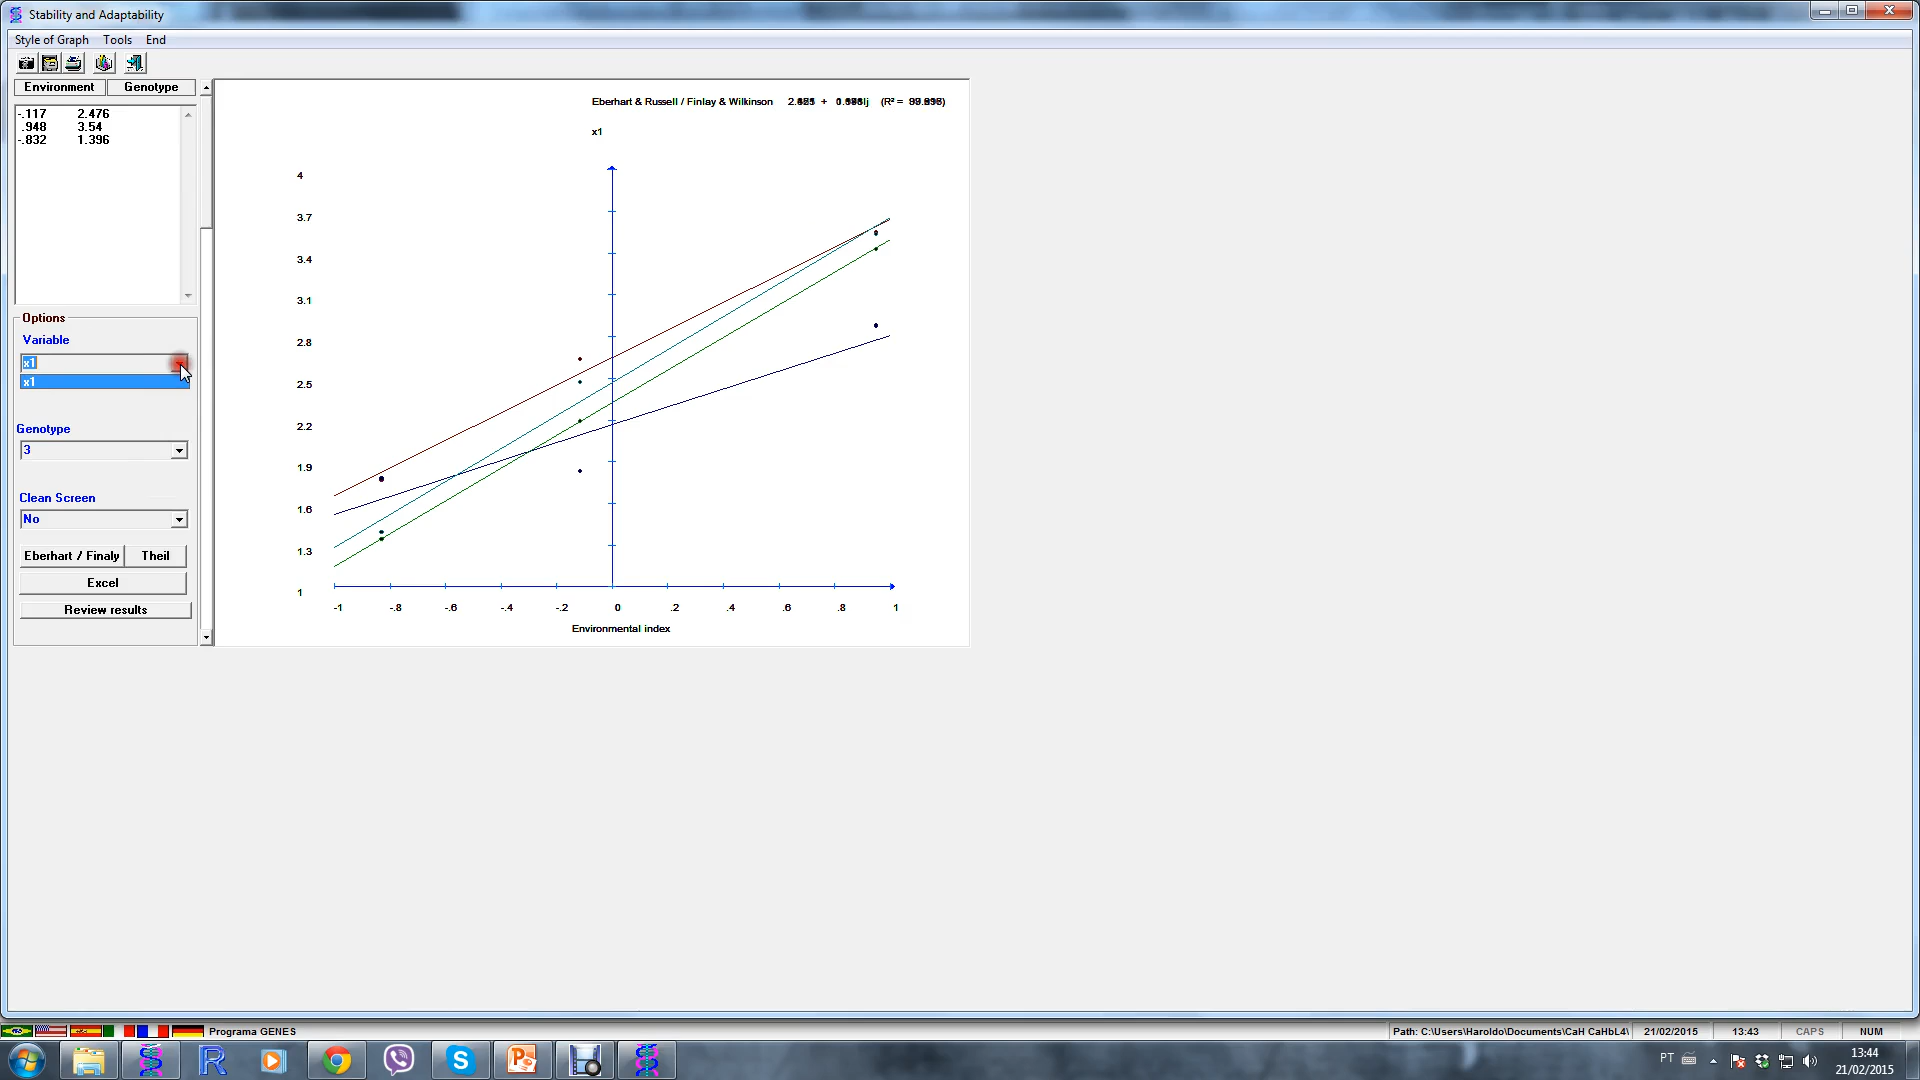 Stability and Adaptability
Style of Graph Tools End
Environment Genotype
-.117 2.476
.948 3.54
-.832 1.396
Options
Variable
x1
x1
Genotype
3
Clean Screen
No
Eberhart / Finaly Theil
Excel
Review results
Eberhart & Russell / Finlay & Wilkinson
x1
4
3.7
3.4
3.1
2.8
2.5
2.2
1.9
1.6
1.3
1
-1 -.8 -.6 -.4 -.2 0 .2 .4 .6 .8 1
Environmental index
Programa GENES
Path: C:\Users\Haroldo\Documents\CaH CaHbL4\ 21/02/2015 13:43 CAPS NUM
PT
13:44
21/02/2015